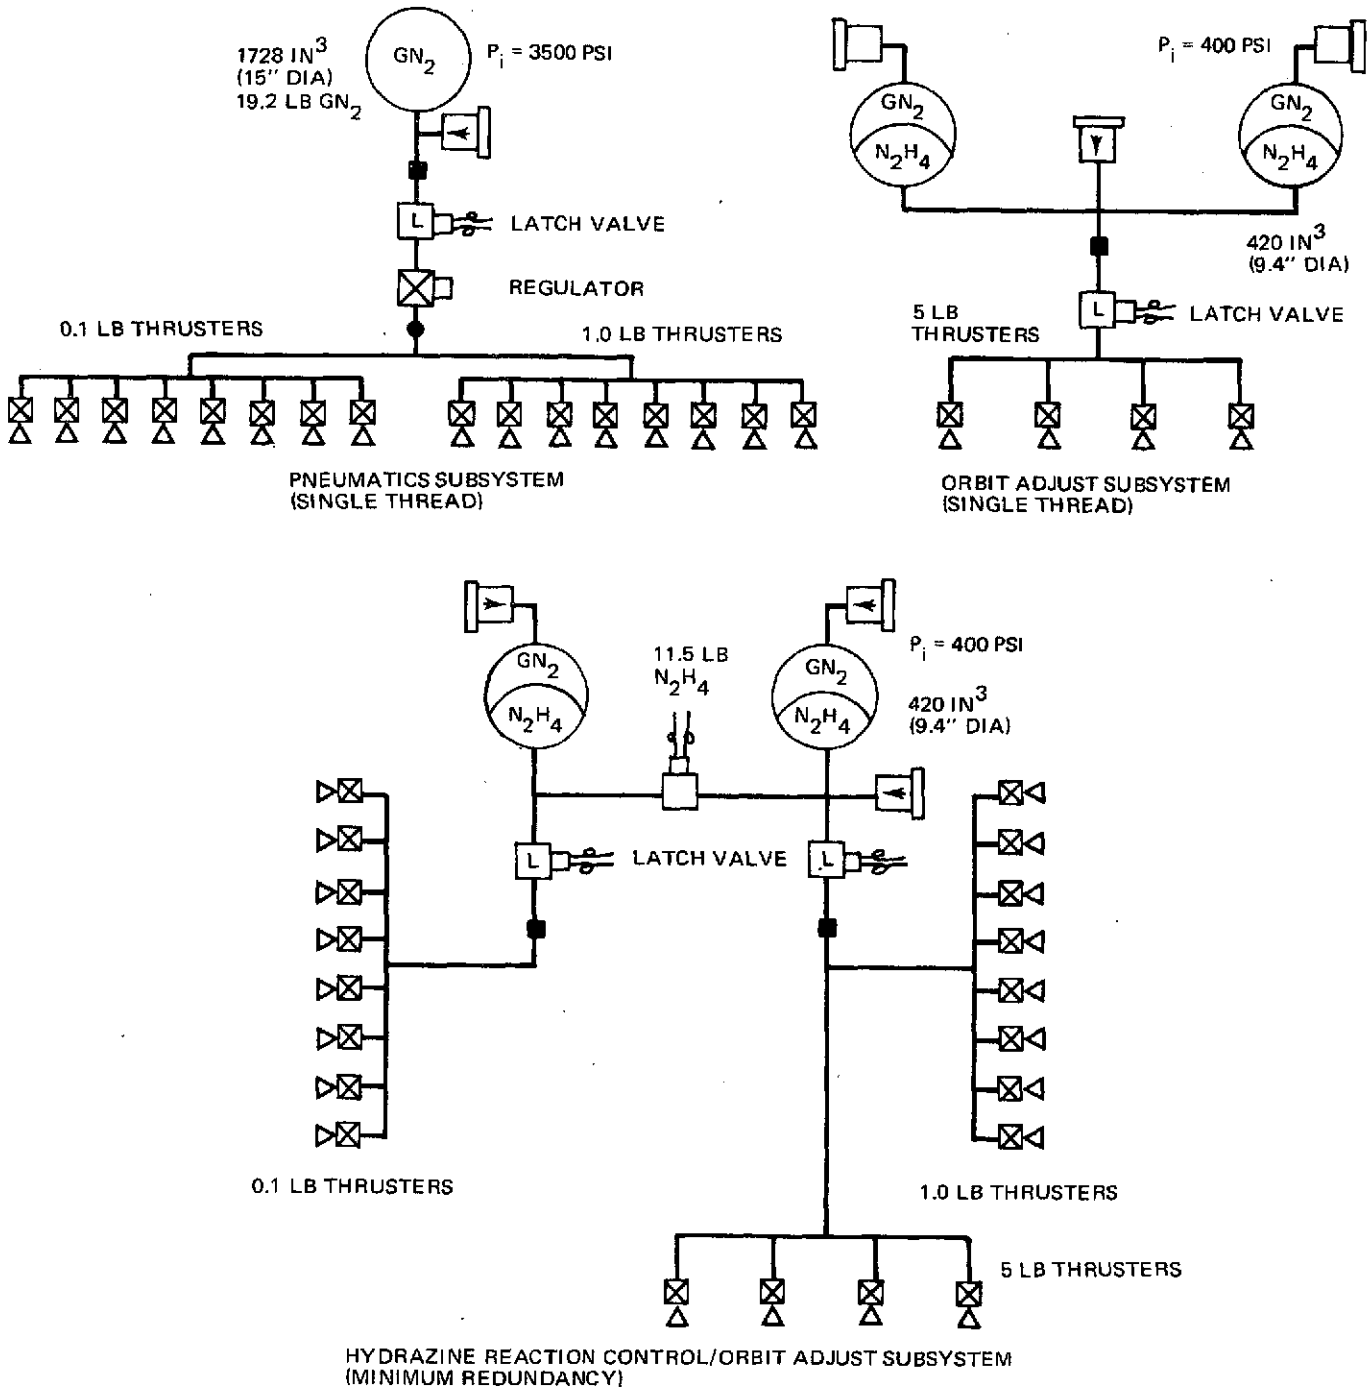 1728 IN³
(15" DIA)
19.2 LB GN₂
GN₂
Pᵢ = 3500 PSI
L
LATCH VALVE
REGULATOR
0.1 LB THRUSTERS
1.0 LB THRUSTERS
PNEUMATICS SUBSYSTEM
(SINGLE THREAD)
Pᵢ = 400 PSI
GN₂
N₂H₄
GN₂
N₂H₄
420 IN³
(9.4" DIA)
L
LATCH VALVE
5 LB
THRUSTERS
ORBIT ADJUST SUBSYSTEM
(SINGLE THREAD)
GN₂
N₂H₄
11.5 LB
N₂H₄
GN₂
N₂H₄
Pᵢ = 400 PSI
420 IN³
(9.4" DIA)
L
LATCH VALVE
L
0.1 LB THRUSTERS
1.0 LB THRUSTERS
5 LB THRUSTERS
HYDRAZINE REACTION CONTROL/ORBIT ADJUST SUBSYSTEM
(MINIMUM REDUNDANCY)